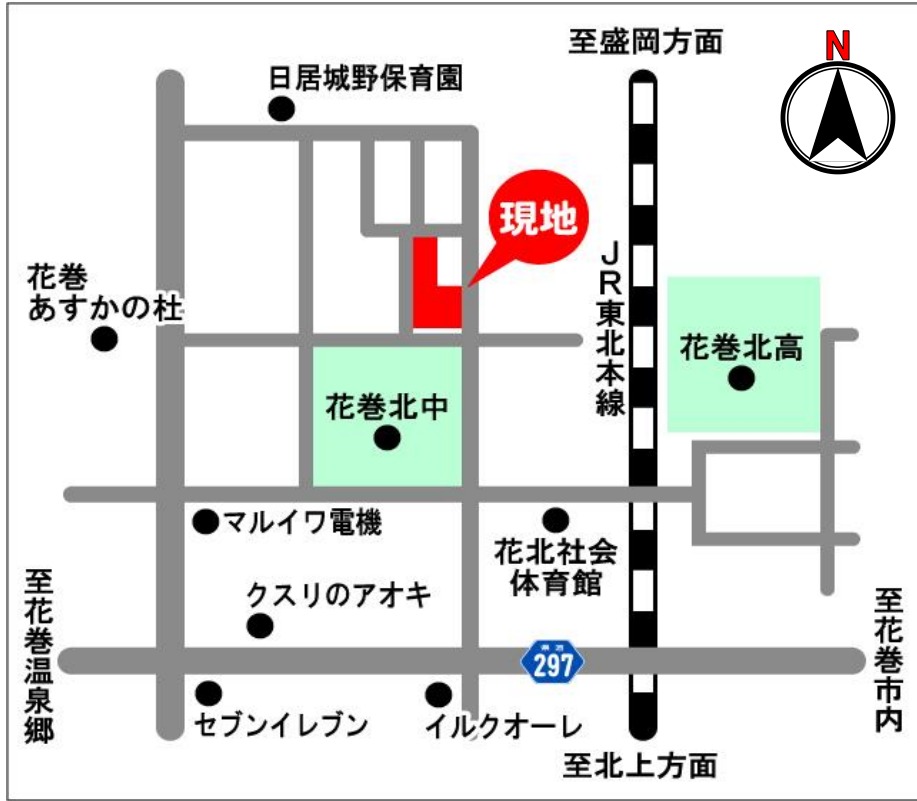 至盛岡方面
N
日居城野保育園
現地
花巻
あすかの杜
JR東北本線
花巻北高
花巻北中
マルイワ電機
花北社会
体育館
クスリのアオキ
至花巻温泉郷
至花巻市内
297
セブンイレブン
イルクオーレ
至北上方面